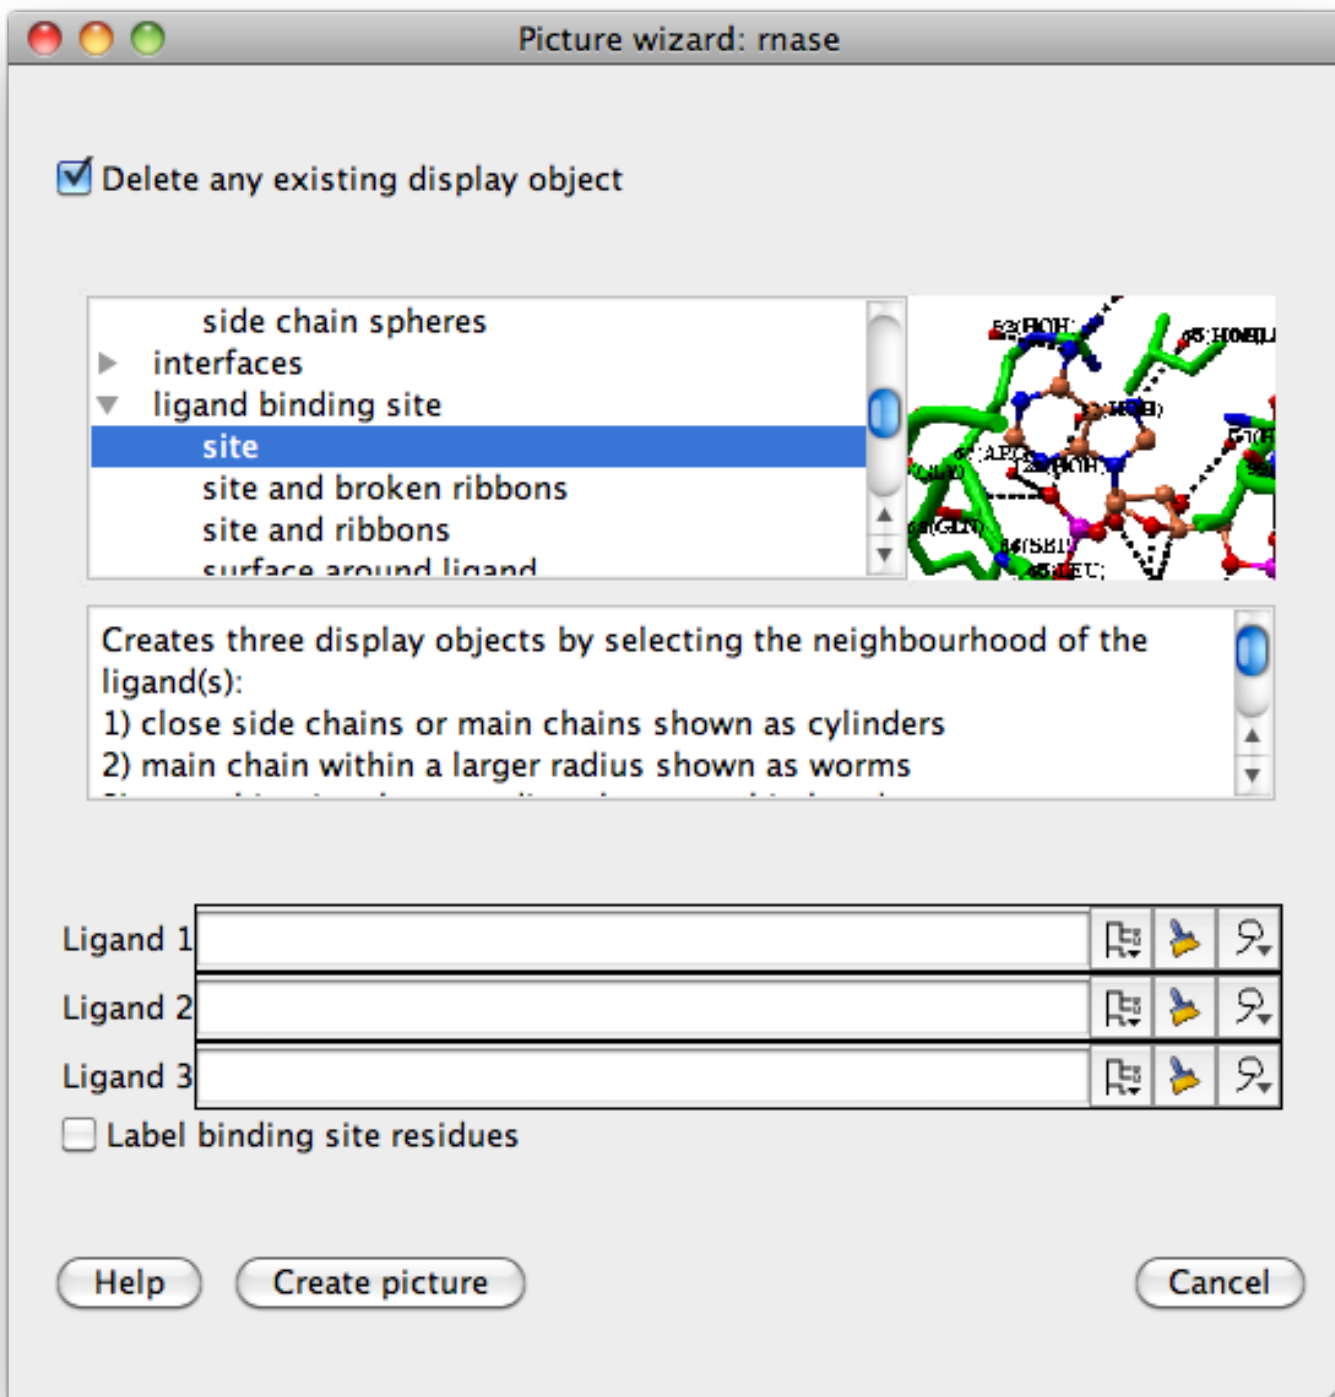 Picture wizard: rnase
Delete any existing display object
side chain spheres
interfaces
ligand binding site
site
site and broken ribbons
site and ribbons
surface around ligand
Creates three display objects by selecting the neighbourhood of the
ligand(s):
1) close side chains or main chains shown as cylinders
2) main chain within a larger radius shown as worms
Ligand 1
Ligand 2
Ligand 3
Label binding site residues
Help
Create picture
Cancel